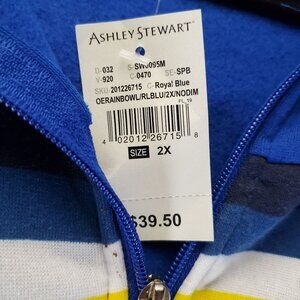 ASHLEY STEWART
D-032 S-SW0095M
Y-920 C-0470 SE-SPB
SKU: 201226715 C-Royal Blue
OERAINBOWL/RLBLU/2X/NODIM
FL_19
4 02012 26715 8
SIZE 2X
$39.50